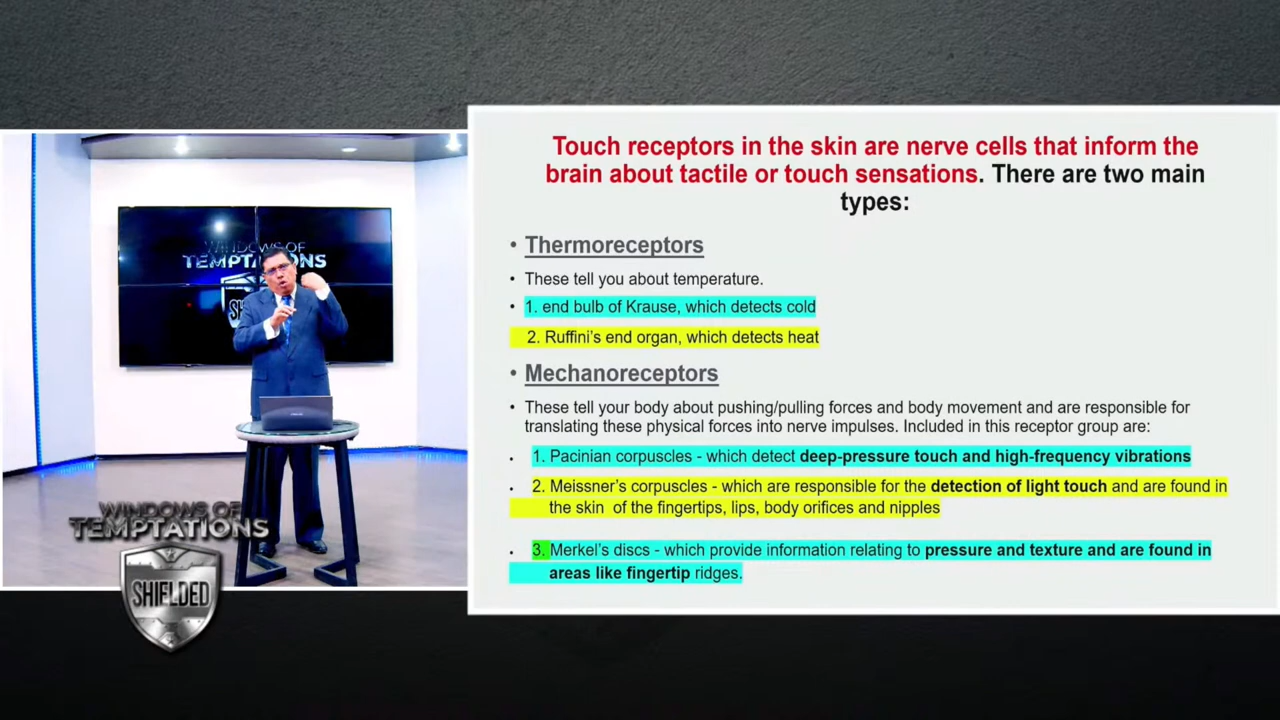 Touch receptors in the skin are nerve cells that inform the
brain about tactile or touch sensations. There are two main
types:
• Thermoreceptors
• These tell you about temperature.
• 1. end bulb of Krause, which detects cold
2. Ruffini's end organ, which detects heat
• Mechanoreceptors
• These tell your body about pushing/pulling forces and body movement and are responsible for
translating these physical forces into nerve impulses. Included in this receptor group are:
. 1. Pacinian corpuscles - which detect deep-pressure touch and high-frequency vibrations
. 2. Meissner's corpuscles - which are responsible for the detection of light touch and are found in
the skin of the fingertips, lips, body orifices and nipples
. 3. Merkel's discs - which provide information relating to pressure and texture and are found in
areas like fingertip ridges.
WINDOWS OF
TEMPTATIONS
SHIELDED